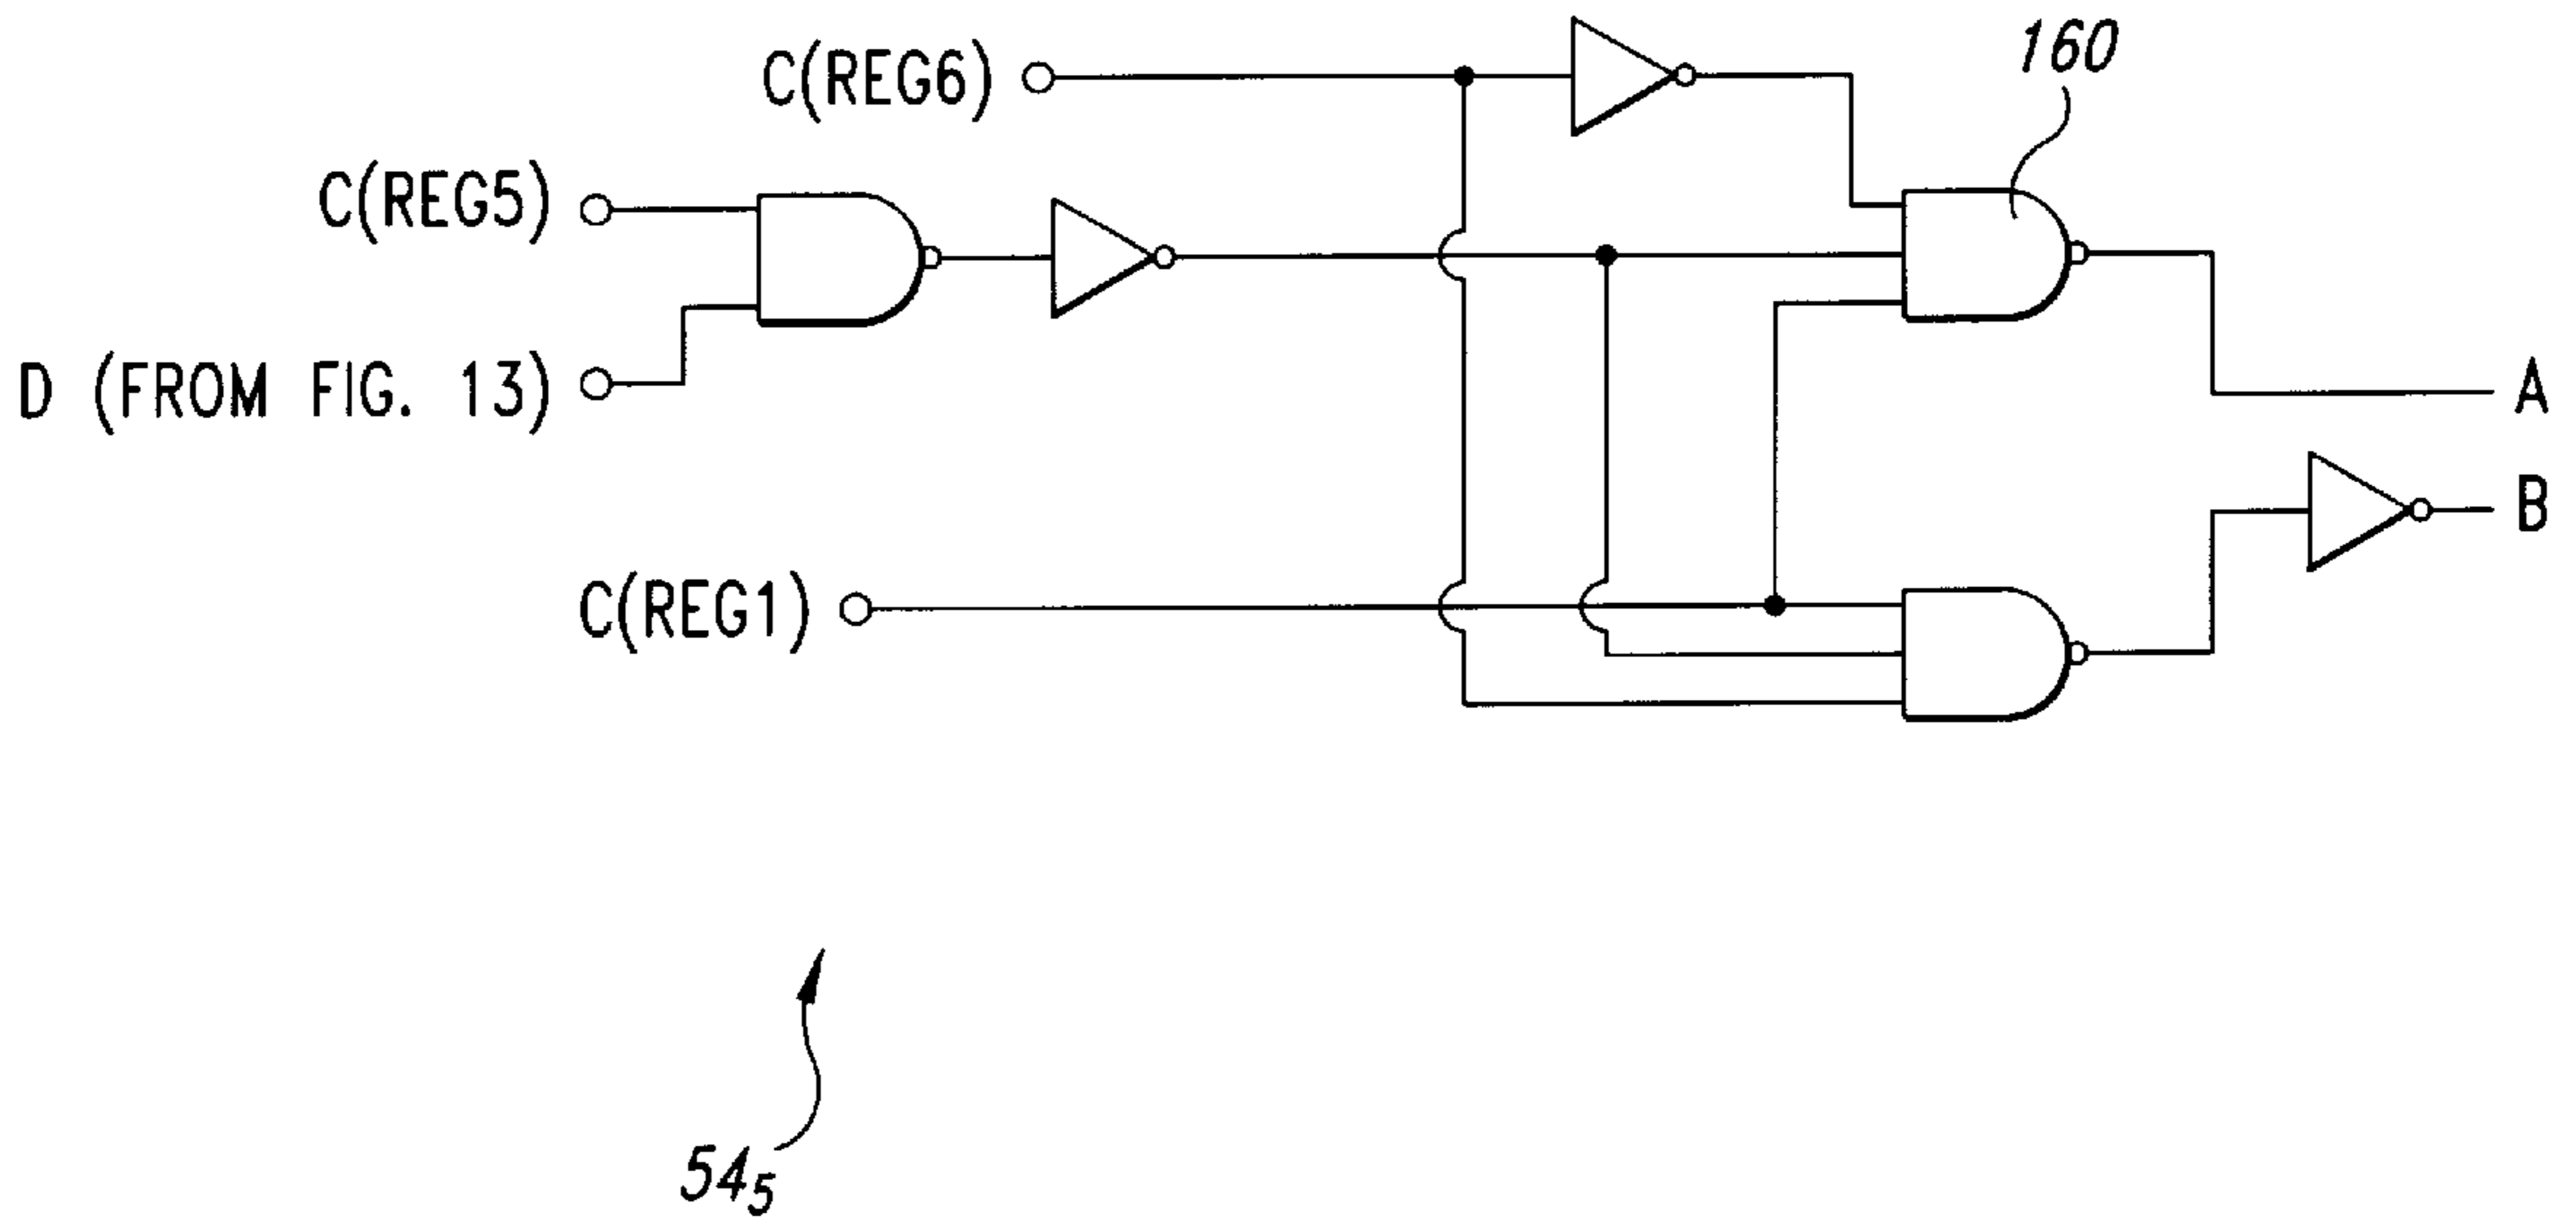 160
C(REG6)
C(REG5)
D (FROM FIG. 13)
A
B
C(REG1)
54₅